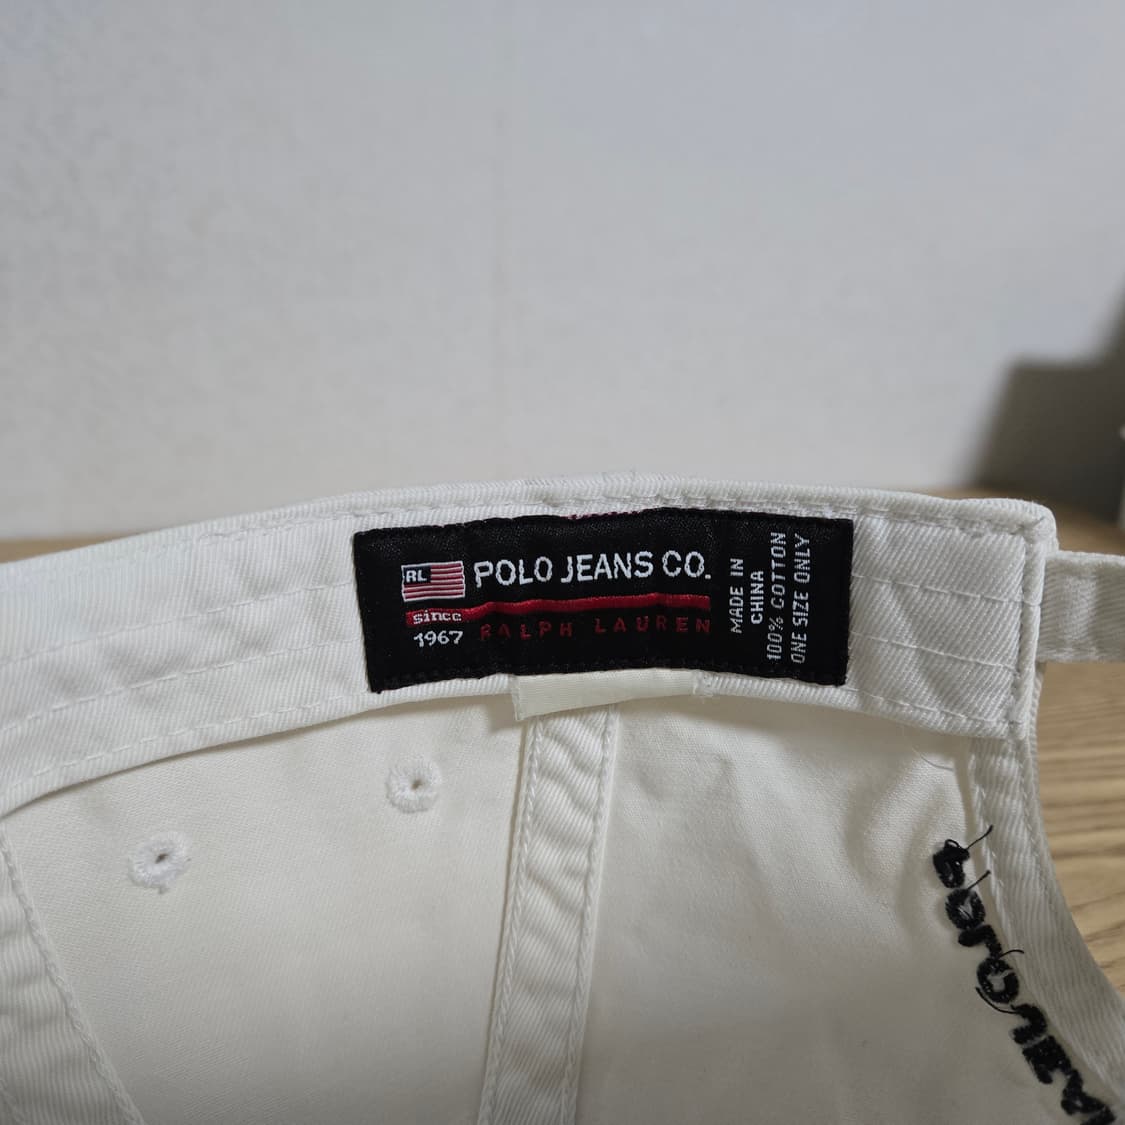 RL
POLO JEANS CO.
since
1967
RALPH LAUREN
MADE IN
CHINA
100% COTTON
ONE SIZE ONLY